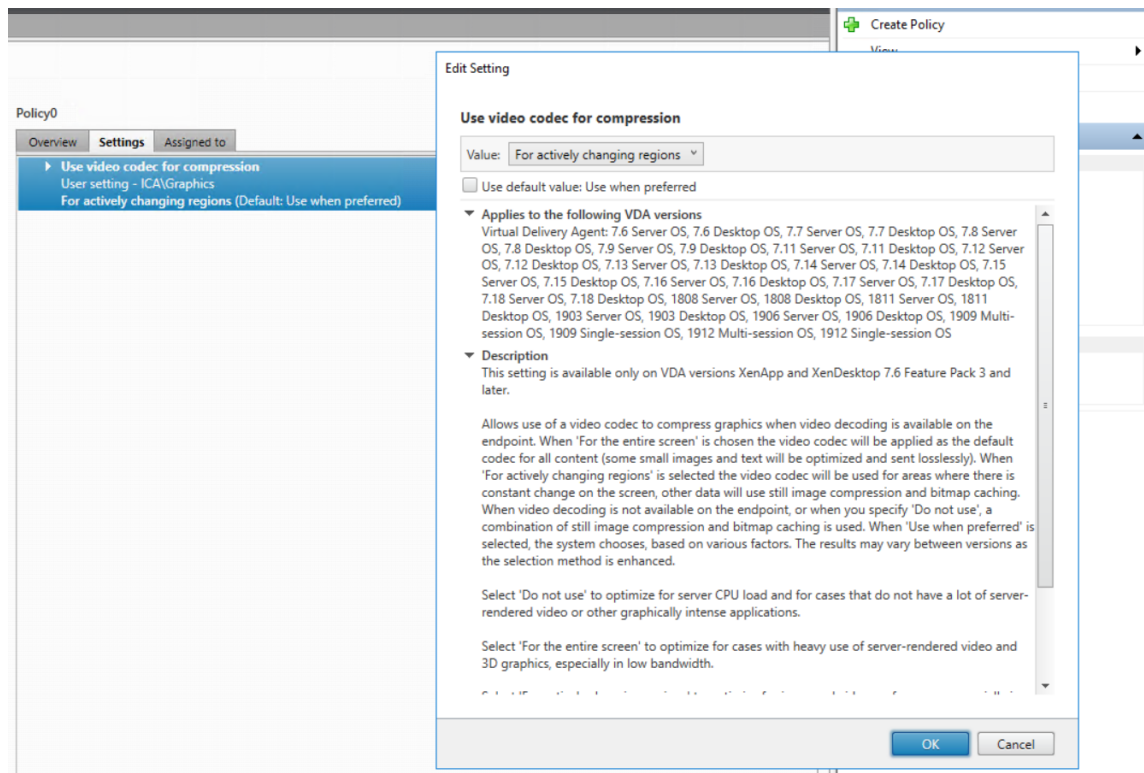 Create Policy
View
Edit Setting
Policy0
Overview Settings Assigned to
Use video codec for compression
User setting - ICA\Graphics
For actively changing regions (Default: Use when preferred)
Use video codec for compression
Value: For actively changing regions
Use default value: Use when preferred
Applies to the following VDA versions
Virtual Delivery Agent: 7.6 Server OS, 7.6 Desktop OS, 7.7 Server OS, 7.7 Desktop OS, 7.8 Server
OS, 7.8 Desktop OS, 7.9 Server OS, 7.9 Desktop OS, 7.11 Server OS, 7.11 Desktop OS, 7.12 Server
OS, 7.12 Desktop OS, 7.13 Server OS, 7.13 Desktop OS, 7.14 Server OS, 7.14 Desktop OS, 7.15
Server OS, 7.15 Desktop OS, 7.16 Server OS, 7.16 Desktop OS, 7.17 Server OS, 7.17 Desktop OS,
7.18 Server OS, 7.18 Desktop OS, 1808 Server OS, 1808 Desktop OS, 1811 Server OS, 1811
Desktop OS, 1903 Server OS, 1903 Desktop OS, 1906 Server OS, 1906 Desktop OS, 1909 Multi-
session OS, 1909 Single-session OS, 1912 Multi-session OS, 1912 Single-session OS
Description
This setting is available only on VDA versions XenApp and XenDesktop 7.6 Feature Pack 3 and
later.
Allows use of a video codec to compress graphics when video decoding is available on the
endpoint. When 'For the entire screen' is chosen the video codec will be applied as the default
codec for all content (some small images and text will be optimized and sent losslessly). When
'For actively changing regions' is selected the video codec will be used for areas where there is
constant change on the screen, other data will use still image compression and bitmap caching.
When video decoding is not available on the endpoint, or when you specify 'Do not use', a
combination of still image compression and bitmap caching is used. When 'Use when preferred' is
selected, the system chooses, based on various factors. The results may vary between versions as
the selection method is enhanced.
Select 'Do not use' to optimize for server CPU load and for cases that do not have a lot of server-
rendered video or other graphically intense applications.
Select 'For the entire screen' to optimize for cases with heavy use of server-rendered video and
3D graphics, especially in low bandwidth.
OK Cancel